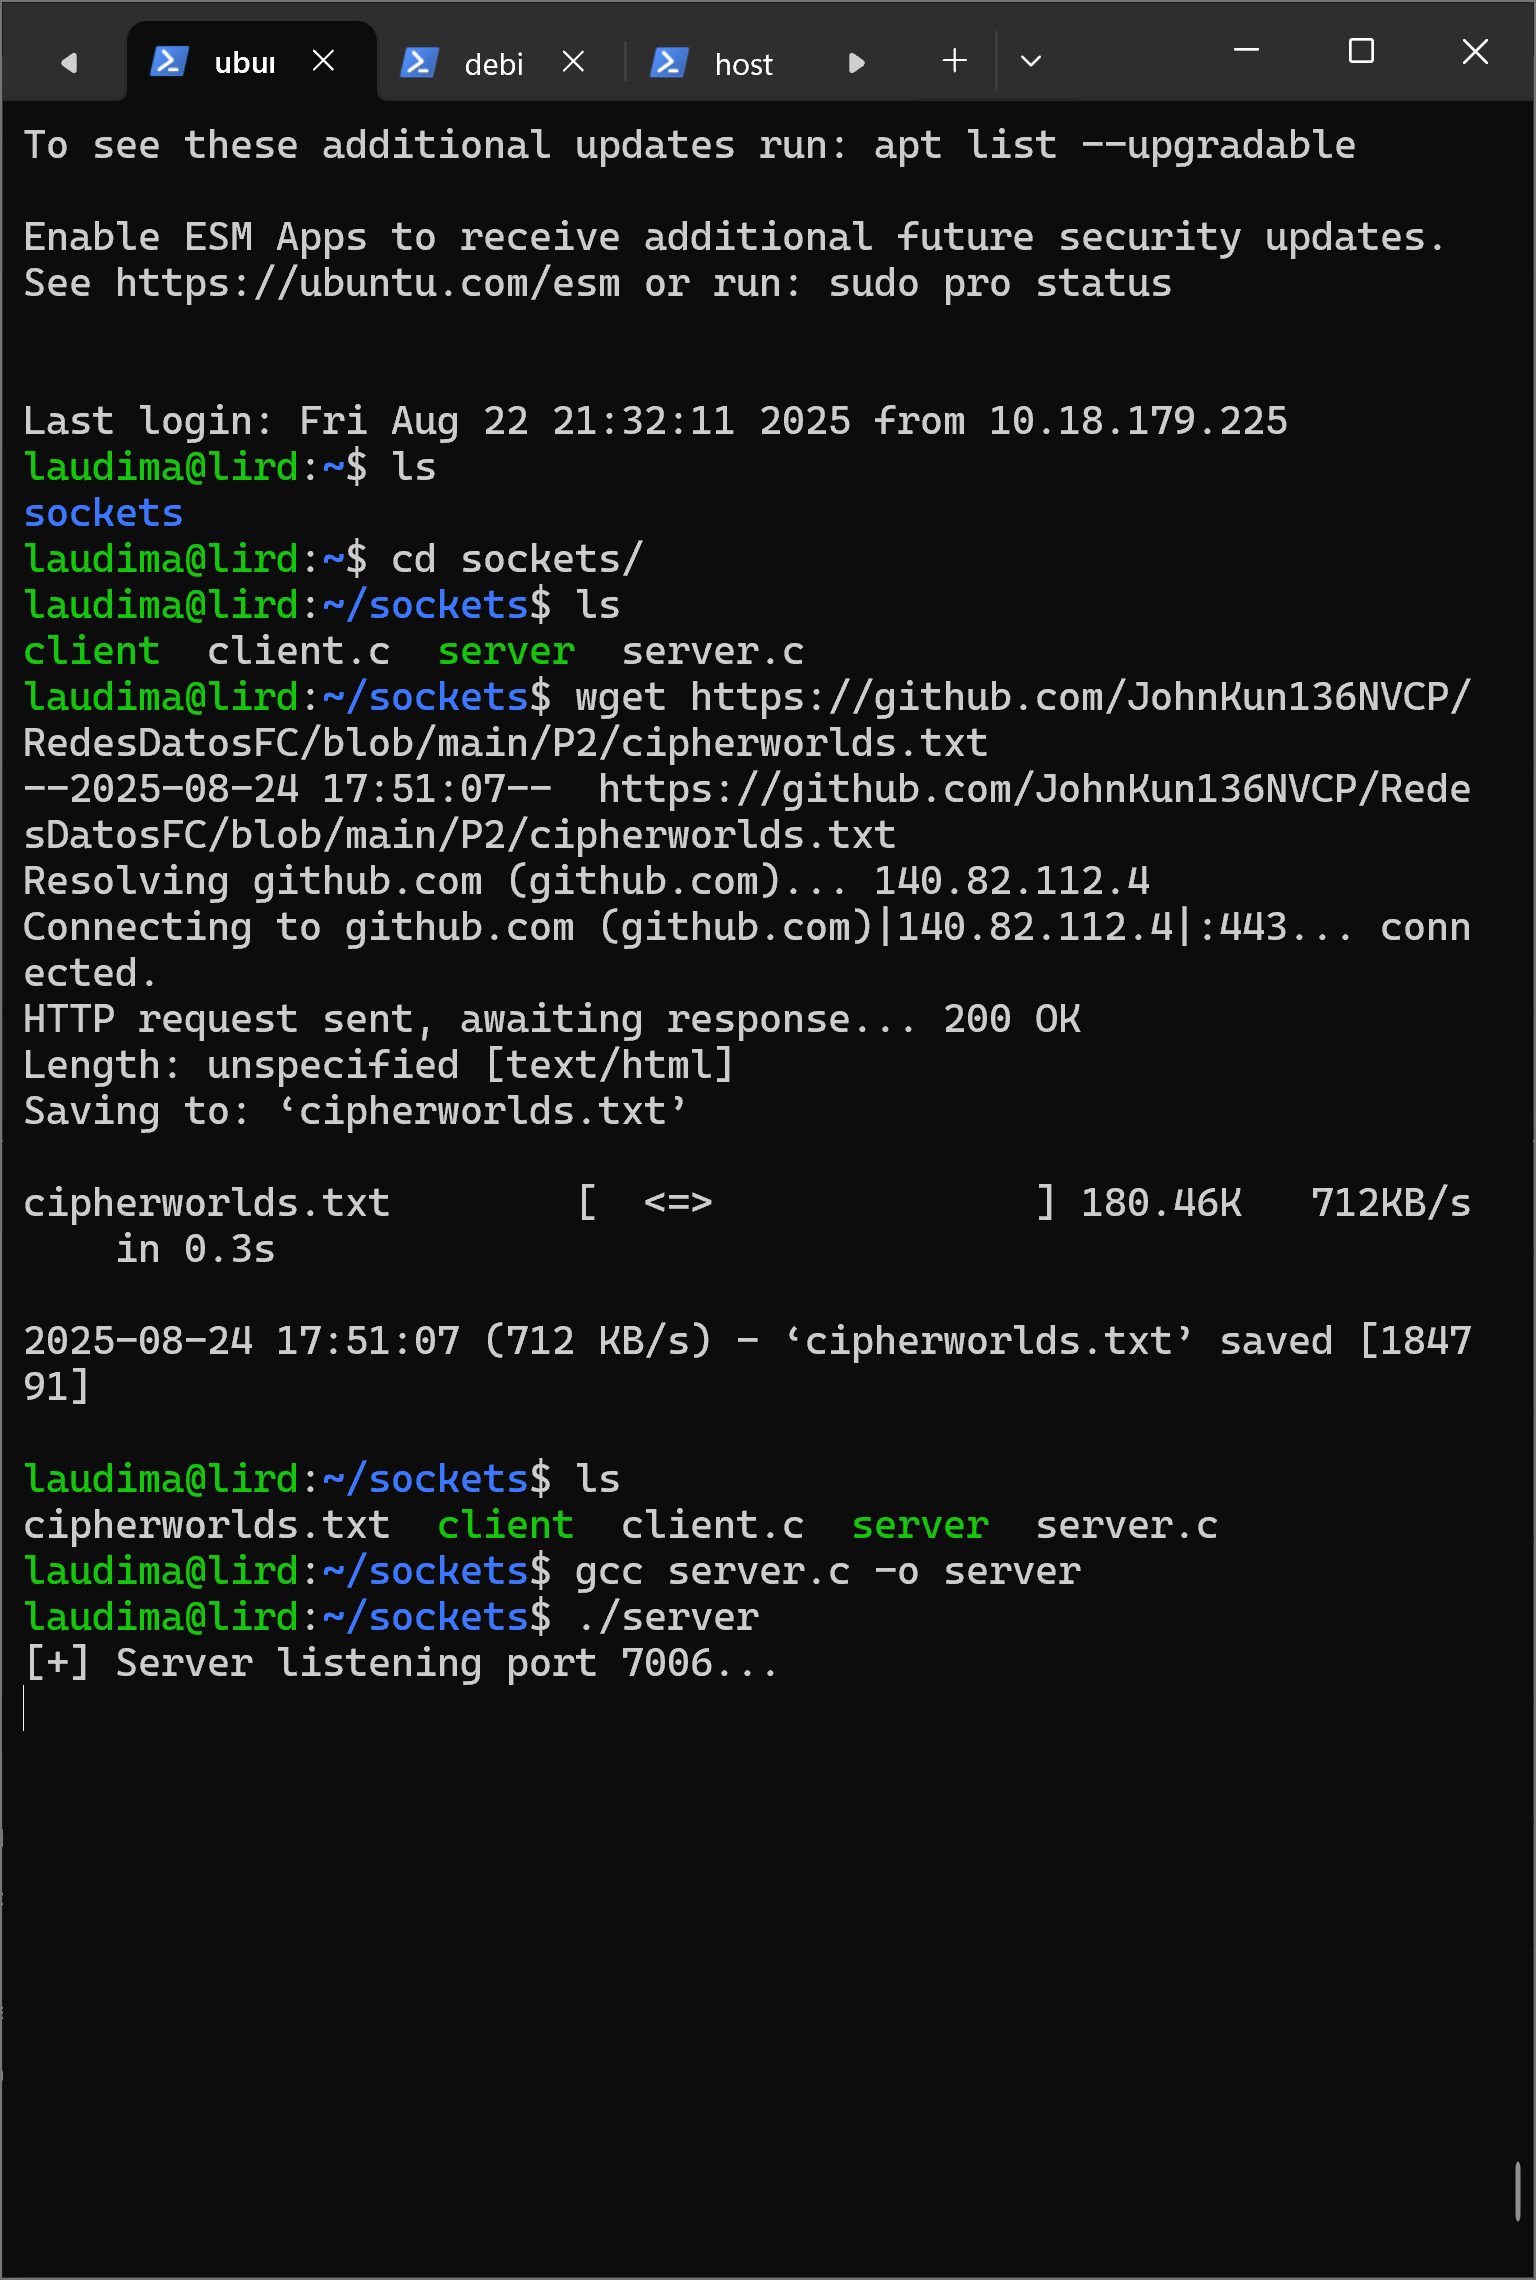 ubur debi host
To see these additional updates run: apt list --upgradable
Enable ESM Apps to receive additional future security updates.
See https://ubuntu.com/esm or run: sudo pro status
Last login: Fri Aug 22 21:32:11 2025 from 10.18.179.225
laudima@lird:~$ ls
sockets
laudima@lird:~$ cd sockets/
laudima@lird:~/sockets$ ls
client  client.c  server  server.c
laudima@lird:~/sockets$ wget https://github.com/JohnKun136NVCP/
RedesDatosFC/blob/main/P2/cipherworlds.txt
--2025-08-24 17:51:07--  https://github.com/JohnKun136NVCP/Rede
sDatosFC/blob/main/P2/cipherworlds.txt
Resolving github.com (github.com)... 140.82.112.4
Connecting to github.com (github.com)|140.82.112.4|:443... conn
ected.
HTTP request sent, awaiting response... 200 OK
Length: unspecified [text/html]
Saving to: ‘cipherworlds.txt’
cipherworlds.txt        [  <=>              ] 180.46K   712KB/s
    in 0.3s
2025-08-24 17:51:07 (712 KB/s) - ‘cipherworlds.txt’ saved [1847
91]
laudima@lird:~/sockets$ ls
cipherworlds.txt  client  client.c  server  server.c
laudima@lird:~/sockets$ gcc server.c -o server
laudima@lird:~/sockets$ ./server
[+] Server listening port 7006...